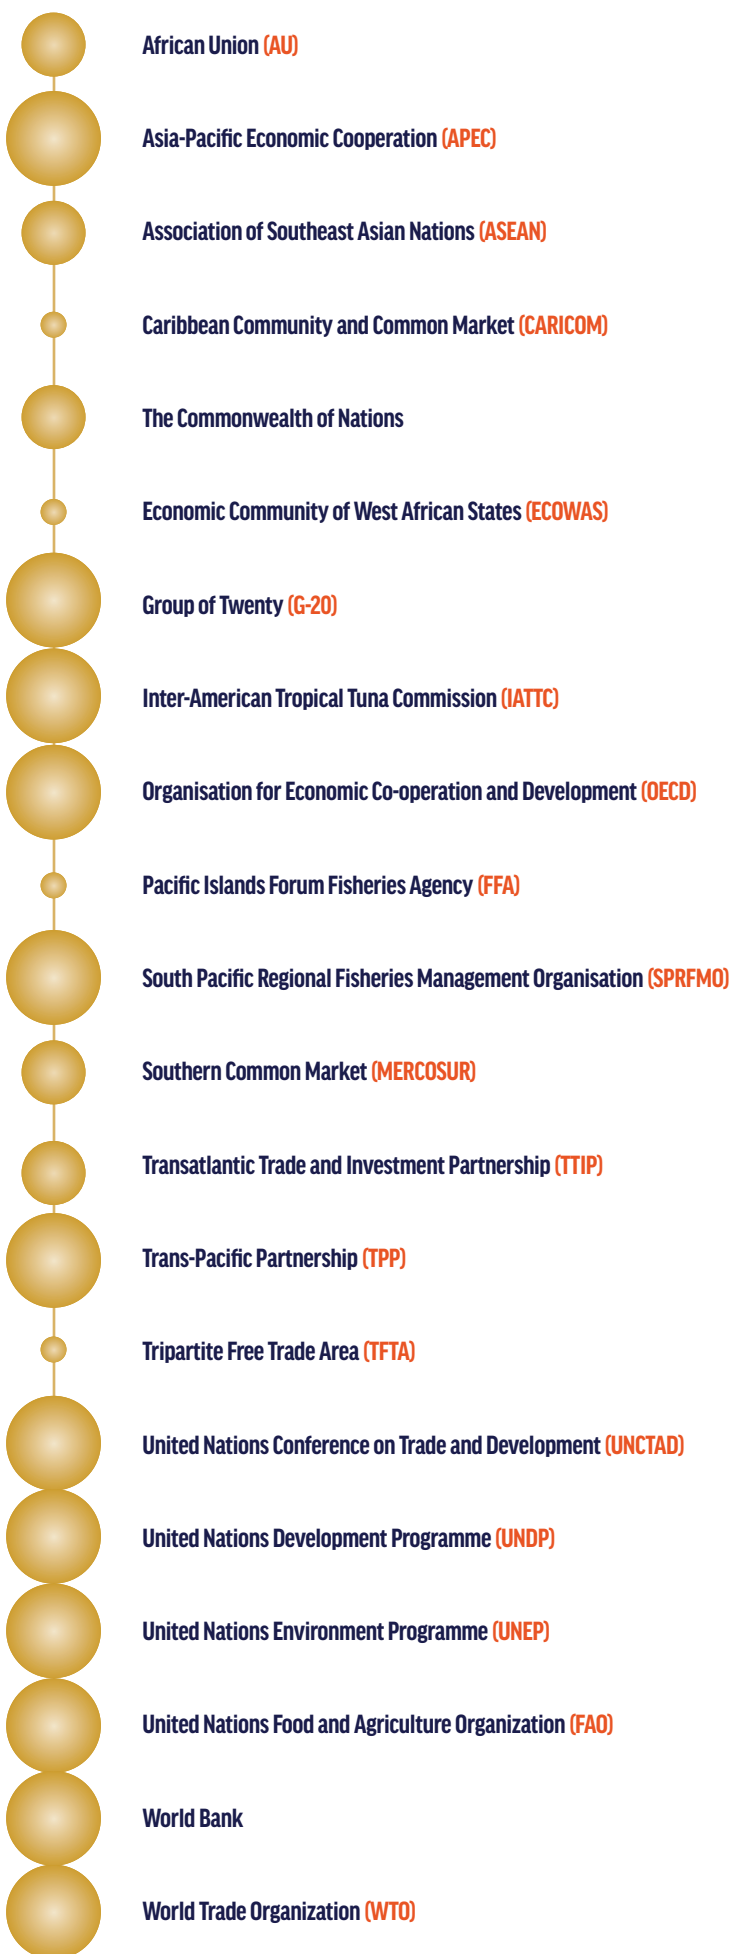 African Union (AU)
Asia-Pacific Economic Cooperation (APEC)
Association of Southeast Asian Nations (ASEAN)
Caribbean Community and Common Market (CARICOM)
The Commonwealth of Nations
Economic Community of West African States (ECOWAS)
Group of Twenty (G-20)
Inter-American Tropical Tuna Commission (IATTC)
Organisation for Economic Co-operation and Development (OECD)
Pacific Islands Forum Fisheries Agency (FFA)
South Pacific Regional Fisheries Management Organisation (SPRFMO)
Southern Common Market (MERCOSUR)
Transatlantic Trade and Investment Partnership (TTIP)
Trans-Pacific Partnership (TPP)
Tripartite Free Trade Area (TFTA)
United Nations Conference on Trade and Development (UNCTAD)
United Nations Development Programme (UNDP)
United Nations Environment Programme (UNEP)
United Nations Food and Agriculture Organization (FAO)
World Bank
World Trade Organization (WTO)